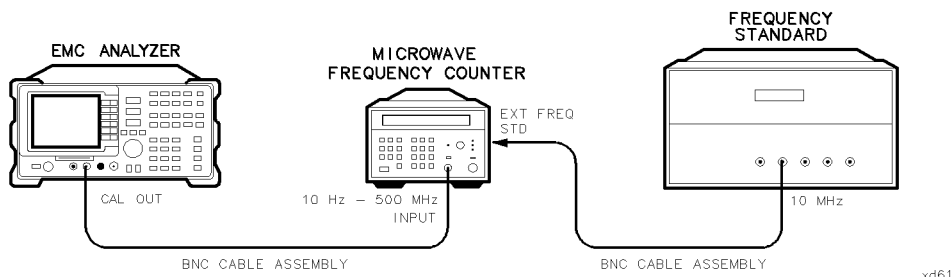 FREQUENCY
STANDARD
EMC ANALYZER
MICROWAVE
FREQUENCY COUNTER
EXT FREQ
STD
CAL OUT
10 Hz – 500 MHz
INPUT
10 MHz
BNC CABLE ASSEMBLY
BNC CABLE ASSEMBLY